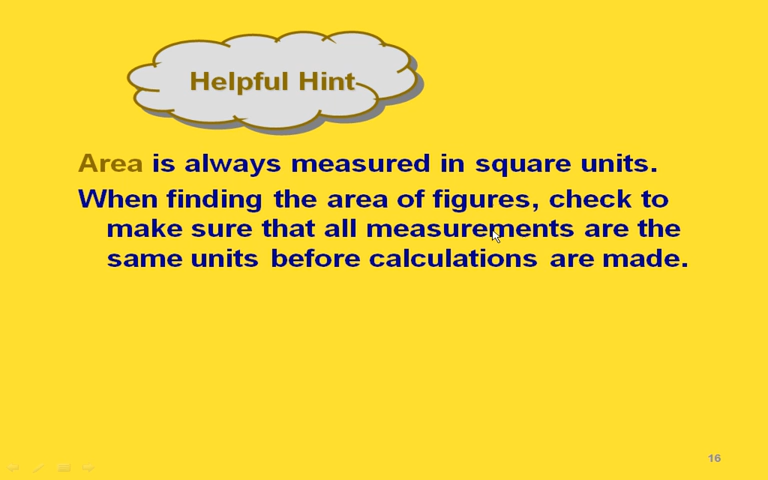 Helpful Hint
Area is always measured in square units.
When finding the area of figures, check to
make sure that all measurements are the
same units before calculations are made.
16